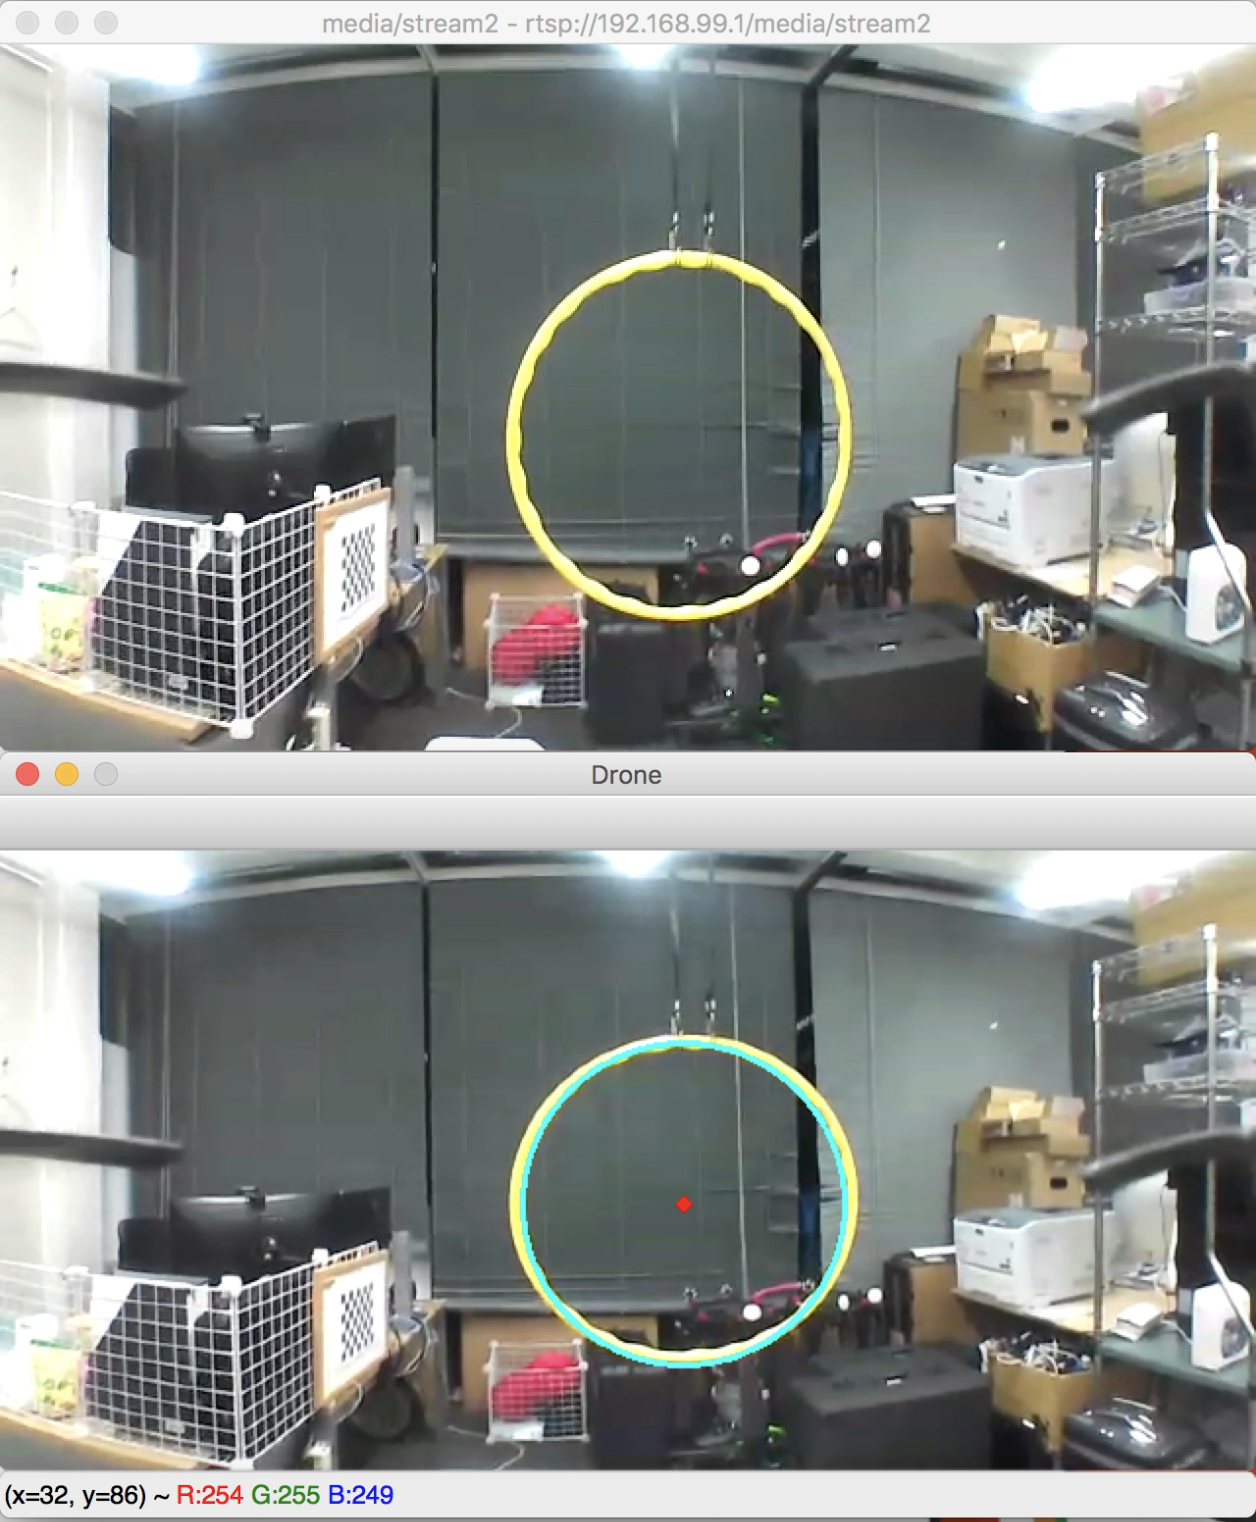 media/stream2 - rtsp://192.168.99.1/media/stream2
Drone
(x=32, y=86) ~ R:254 G:255 B:249